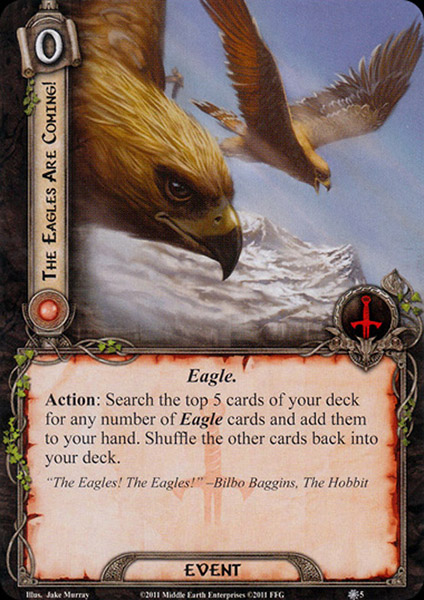 0
The Eagles Are Coming!
Eagle.
Action: Search the top 5 cards of your deck
for any number of Eagle cards and add them
to your hand. Shuffle the other cards back into
your deck.
“The Eagles! The Eagles!” –Bilbo Baggins, The Hobbit
EVENT
Illus. Jake Murray ©2011 Middle Earth Enterprises ©2011 FFG 5